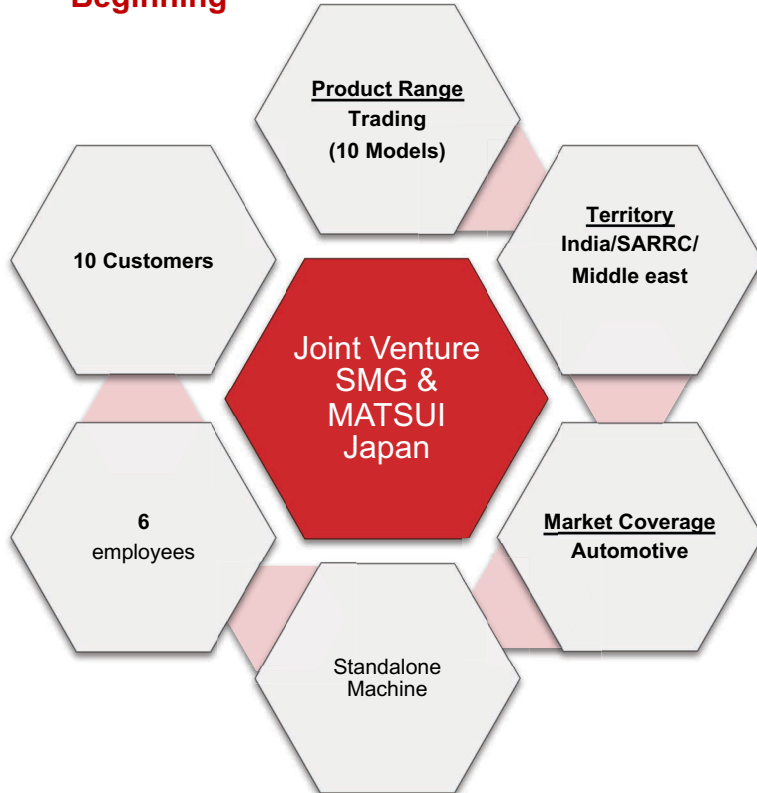 Beginning
Product Range
Trading
(10 Models)
Territory
India/SARRC/
Middle east
10 Customers
Joint Venture
SMG &
MATSUI
Japan
6
employees
Market Coverage
Automotive
Standalone
Machine